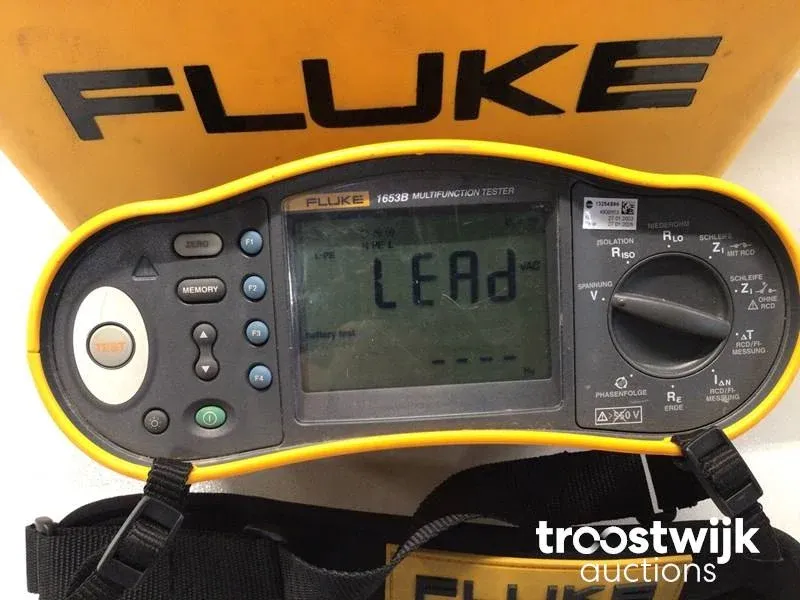 FLUKE
FLUKE 1653B MULTIFUNCTION TESTER
ZERO
F1
MEMORY
F2
F3
F4
TEST
L-PE
LEAd
VAC
battery test
----
Hz
NIEDEROHM
RLO
SCHLEIFE
ZI
MIT RCD
ISOLATION
RISO
SPANNUNG
V
SCHLEIFE
ZI
OHNE
RCD
ΔT
RCD/FI-
MESSUNG
IΔN
RCD/FI-
MESSUNG
RE
ERDE
PHASENFOLGE
>550 V
FLUKE
troostwijk
auctions